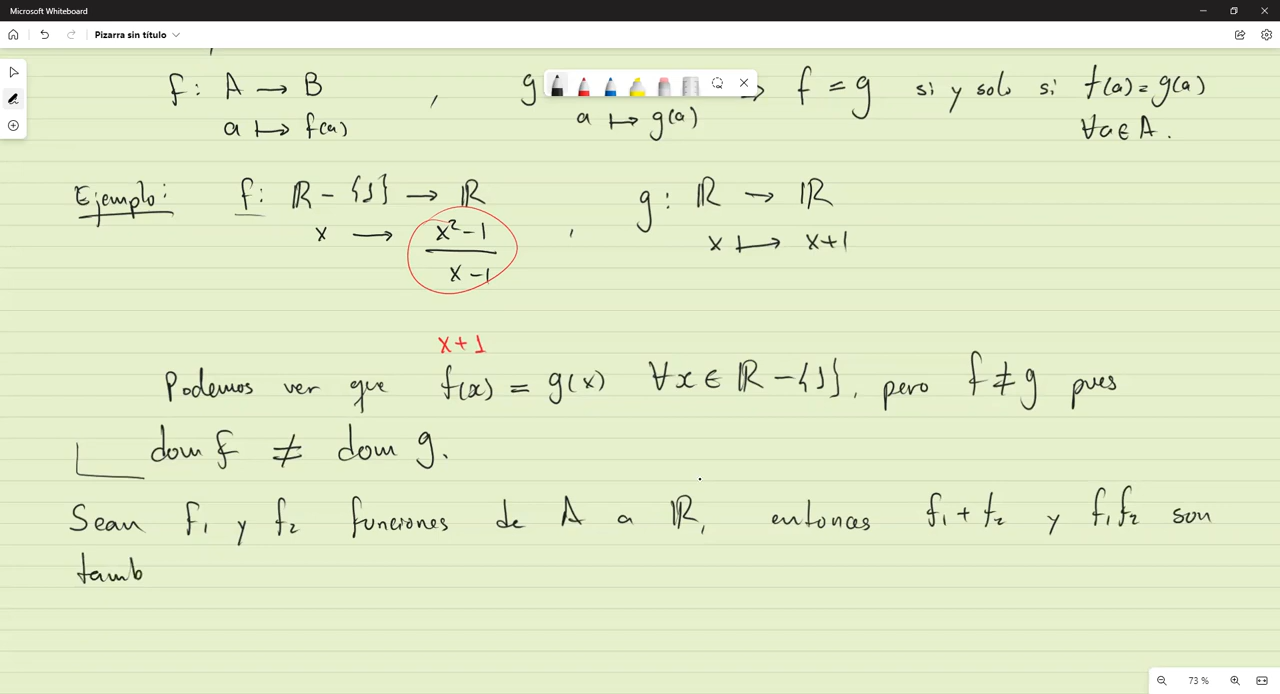 Microsoft Whiteboard
Pizarra sin título
f: A → B , g → f = g si y solo si f(a) = g(a)
a ↦ f(a) a ↦ g(a) ∀a ∈ A.
Ejemplo: f: ℝ - {1} → ℝ g: ℝ → ℝ
x → x²-1 / x-1 , x ↦ x+1
x+1
Podemos ver que f(x) = g(x) ∀x ∈ ℝ - {1}, pero f ≠ g pues
dom f ≠ dom g.
Sean f₁ y f₂ funciones de A a ℝ, entonces f₁ + f₂ y f₁f₂ son
tamb
73 %